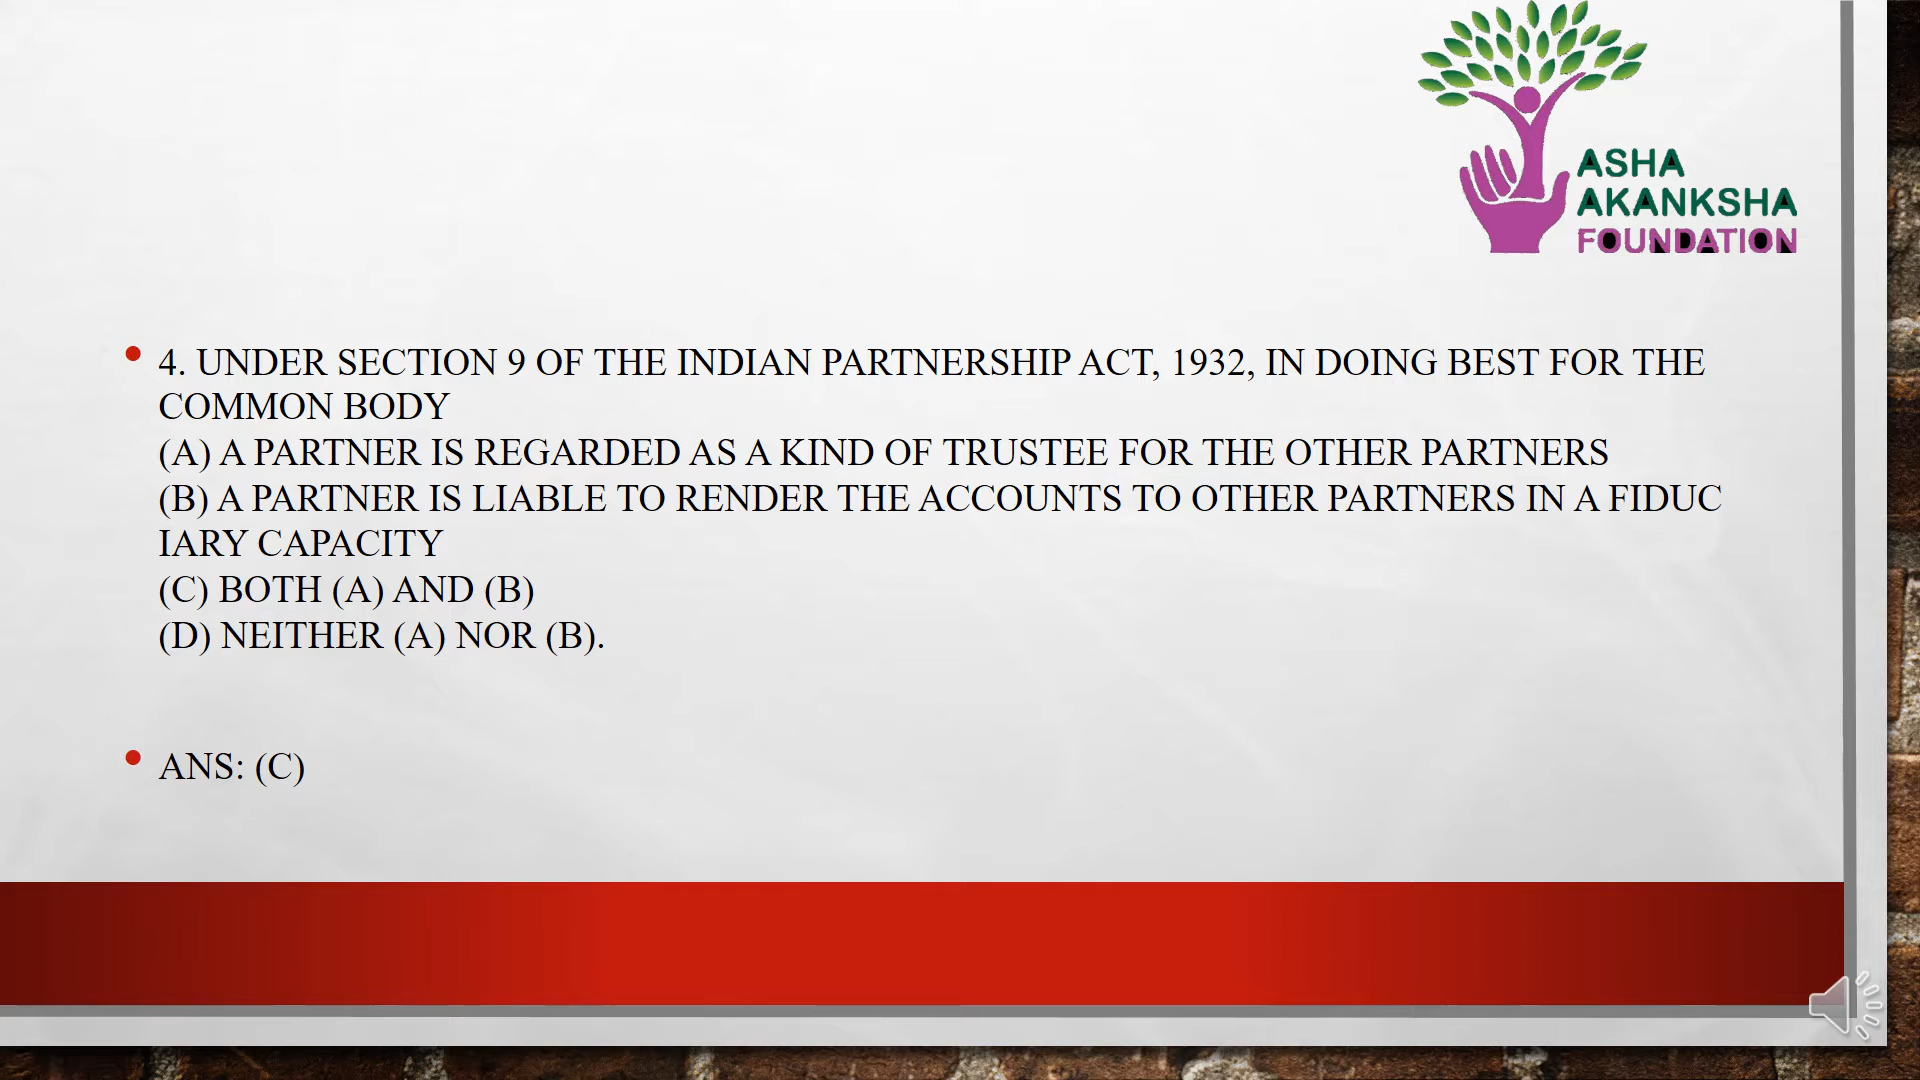 ASHA
AKANKSHA
FOUNDATION
• 4. UNDER SECTION 9 OF THE INDIAN PARTNERSHIP ACT, 1932, IN DOING BEST FOR THE
COMMON BODY
(A) A PARTNER IS REGARDED AS A KIND OF TRUSTEE FOR THE OTHER PARTNERS
(B) A PARTNER IS LIABLE TO RENDER THE ACCOUNTS TO OTHER PARTNERS IN A FIDUC
IARY CAPACITY
(C) BOTH (A) AND (B)
(D) NEITHER (A) NOR (B).
• ANS: (C)